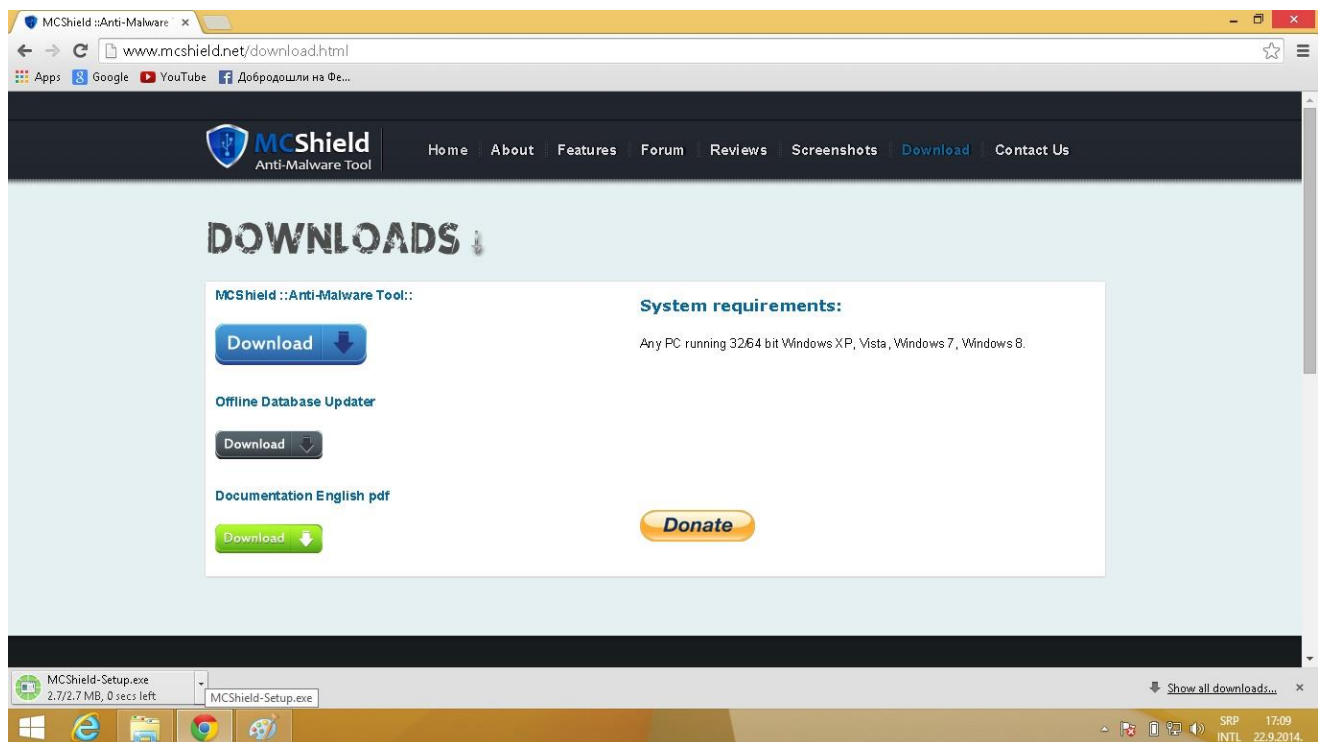 MCShield ::Anti-Malware
www.mcshield.net/download.html
Apps Google YouTube Добродошли на Фе...
MCShield
Anti-Malware Tool
Home About Features Forum Reviews Screenshots Download Contact Us
DOWNLOADS
MCShield ::Anti-Malware Tool::
Download
System requirements:
Any PC running 32/64 bit Windows XP, Vista, Windows 7, Windows 8.
Offline Database Updater
Download
Documentation English pdf
Download
Donate
MCShield-Setup.exe
2.7/2.7 MB, 0 secs left
MCShield-Setup.exe
Show all downloads...
SRP 17:09
INTL 22.9.2014.